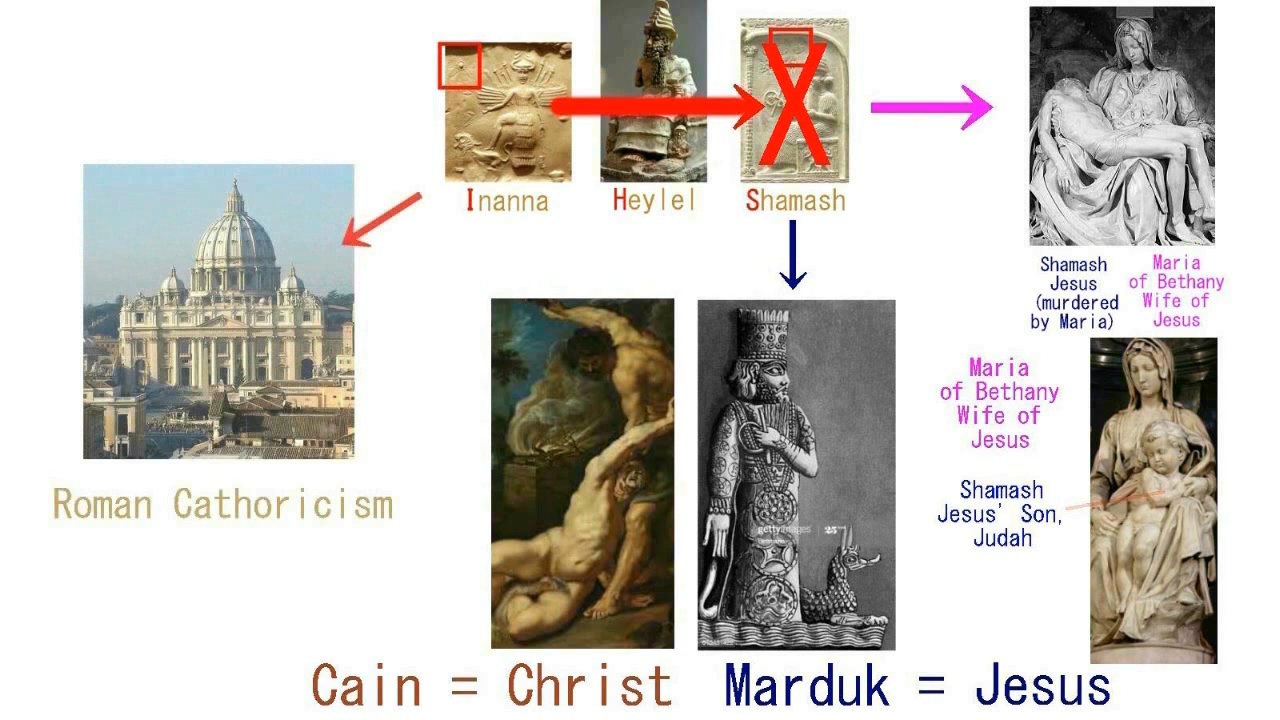 Inanna
Heylel
Shamash
Shamash
Jesus
(murdered
by Maria)
Maria
of Bethany
Wife of
Jesus
Maria
of Bethany
Wife of
Jesus
Shamash
Jesus' Son,
Judah
Roman Cathoricism
gettyimages
Cain = Christ
Marduk = Jesus